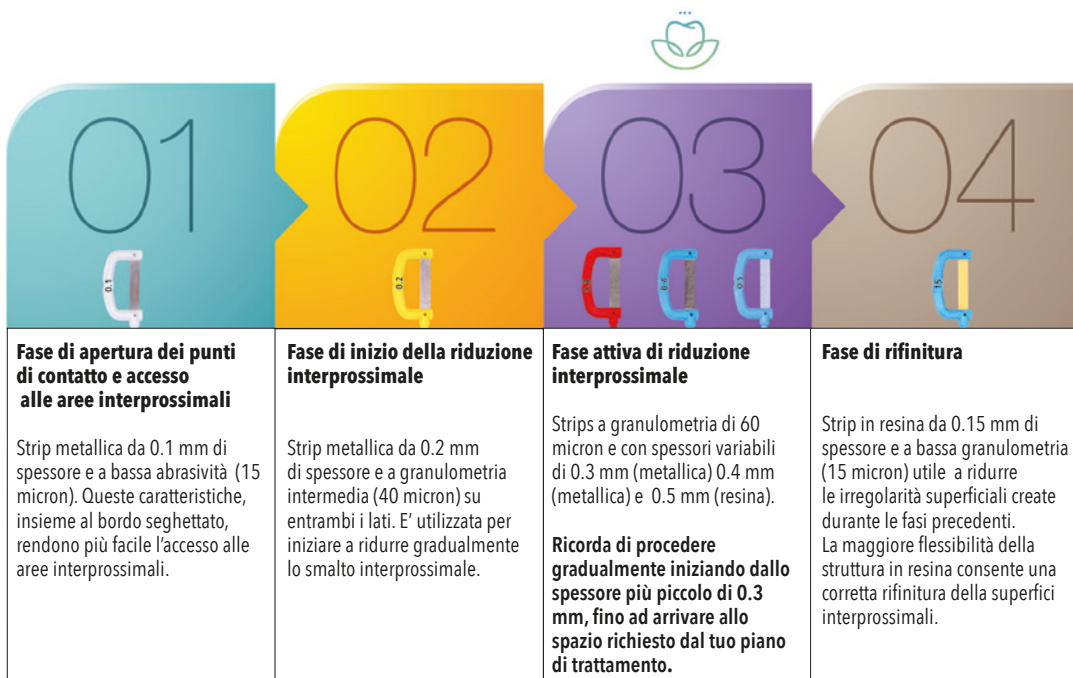 01
02
03
04
0.1
0.2
0.4
0.5
15
Fase di apertura dei punti
di contatto e accesso
alle aree interprossimali
Strip metallica da 0.1 mm di
spessore e a bassa abrasività (15
micron). Queste caratteristiche,
insieme al bordo seghettato,
rendono più facile l'accesso alle
aree interprossimali.
Fase di inizio della riduzione
interprossimale
Strip metallica da 0.2 mm
di spessore e a granulometria
intermedia (40 micron) su
entrambi i lati. E' utilizzata per
iniziare a ridurre gradualmente
lo smalto interprossimale.
Fase attiva di riduzione
interprossimale
Strips a granulometria di 60
micron e con spessori variabili
di 0.3 mm (metallica) 0.4 mm
(metallica) e 0.5 mm (resina).
Ricorda di procedere
gradualmente iniziando dallo
spessore più piccolo di 0.3
mm, fino ad arrivare allo
spazio richiesto dal tuo piano
di trattamento.
Fase di rifinitura
Strip in resina da 0.15 mm di
spessore e a bassa granulometria
(15 micron) utile a ridurre
le irregolarità superficiali create
durante le fasi precedenti.
La maggiore flessibilità della
struttura in resina consente una
corretta rifinitura della superfici
interprossimali.